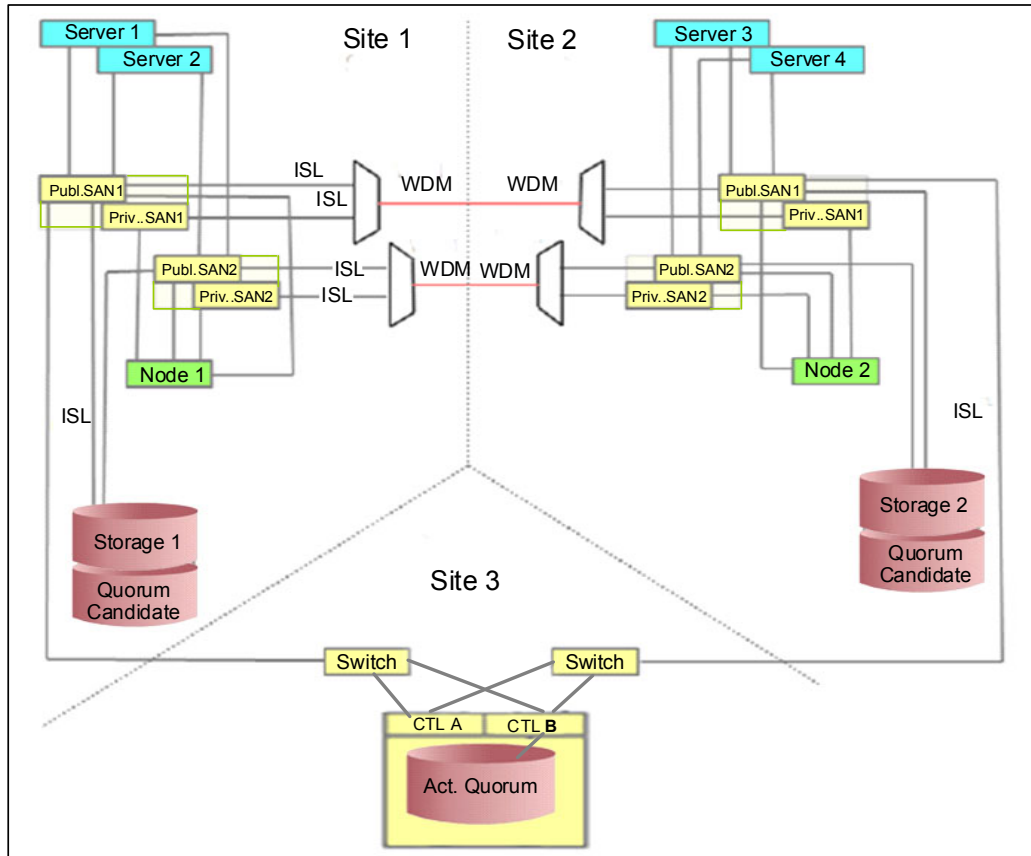 Server 1
Server 2
Site 1
Site 2
Server 3
Server 4
ISL
WDM
WDM
Publ.SAN1
ISL
Priv..SAN1
Publ.SAN1
Priv..SAN1
Publ.SAN2
ISL
WDM
WDM
Publ.SAN2
Priv..SAN2
ISL
Priv..SAN2
Node 1
Node 2
ISL
ISL
Storage 1
Quorum
Candidate
Storage 2
Quorum
Candidate
Site 3
Switch
Switch
CTL A
CTL B
Act. Quorum